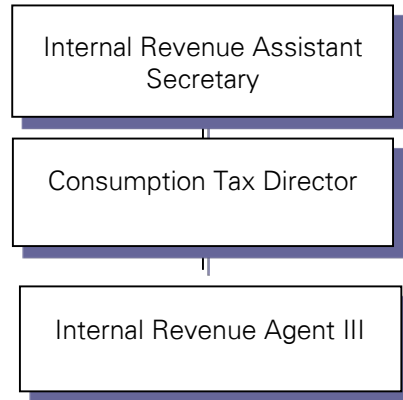 Internal Revenue Assistant
Secretary
Consumption Tax Director
Internal Revenue Agent III